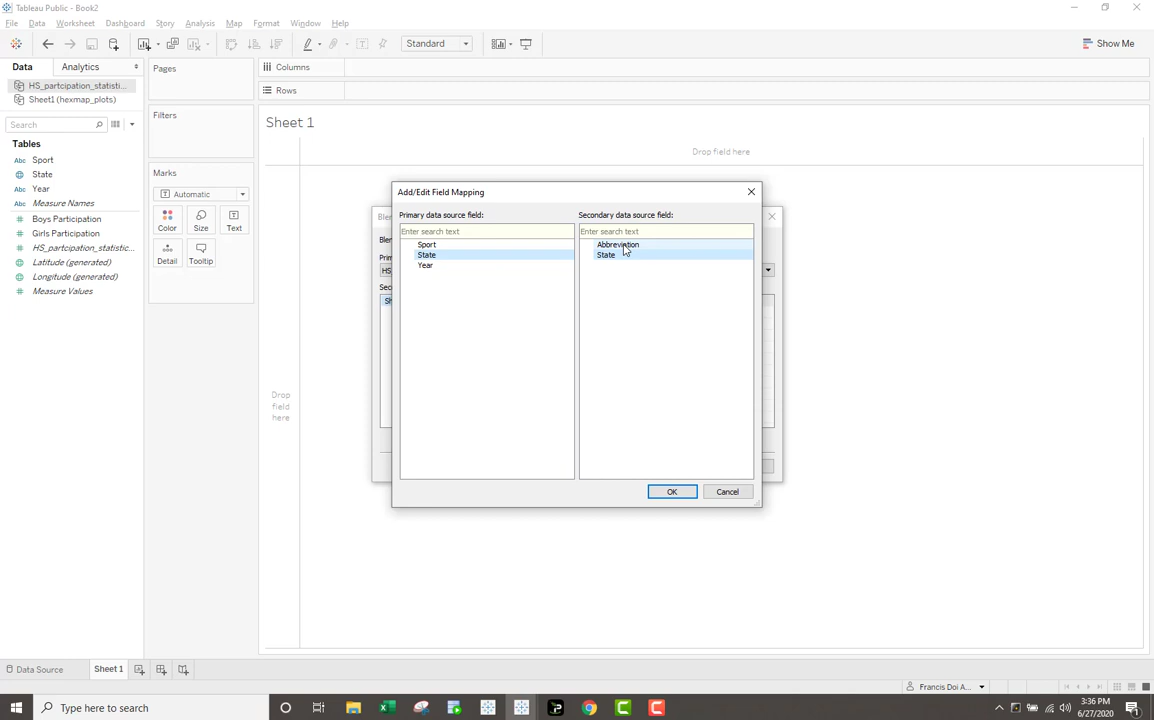 Tableau Public - Book2
File Data Worksheet Dashboard Story Analysis Map Format Window Help
Standard
Show Me
Data Analytics
Pages
Columns
HS_partcipation_statisti...
Sheet1 (hexmap_plots)
Rows
Search
Filters
Sheet 1
Tables
Drop field here
Abc Sport
State
Abc Year
Abc Measure Names
Boys Participation
Girls Participation
HS_partcipation_statistic...
Latitude (generated)
Longitude (generated)
Measure Values
Marks
Automatic
Color Size Text
Detail Tooltip
Drop
field
here
Add/Edit Field Mapping
Primary data source field: Secondary data source field:
Enter search text Enter search text
Sport Abbreviation
State State
Year
OK Cancel
Data Source Sheet 1
Francis Doi A...
Type here to search
3:36 PM
6/27/2020